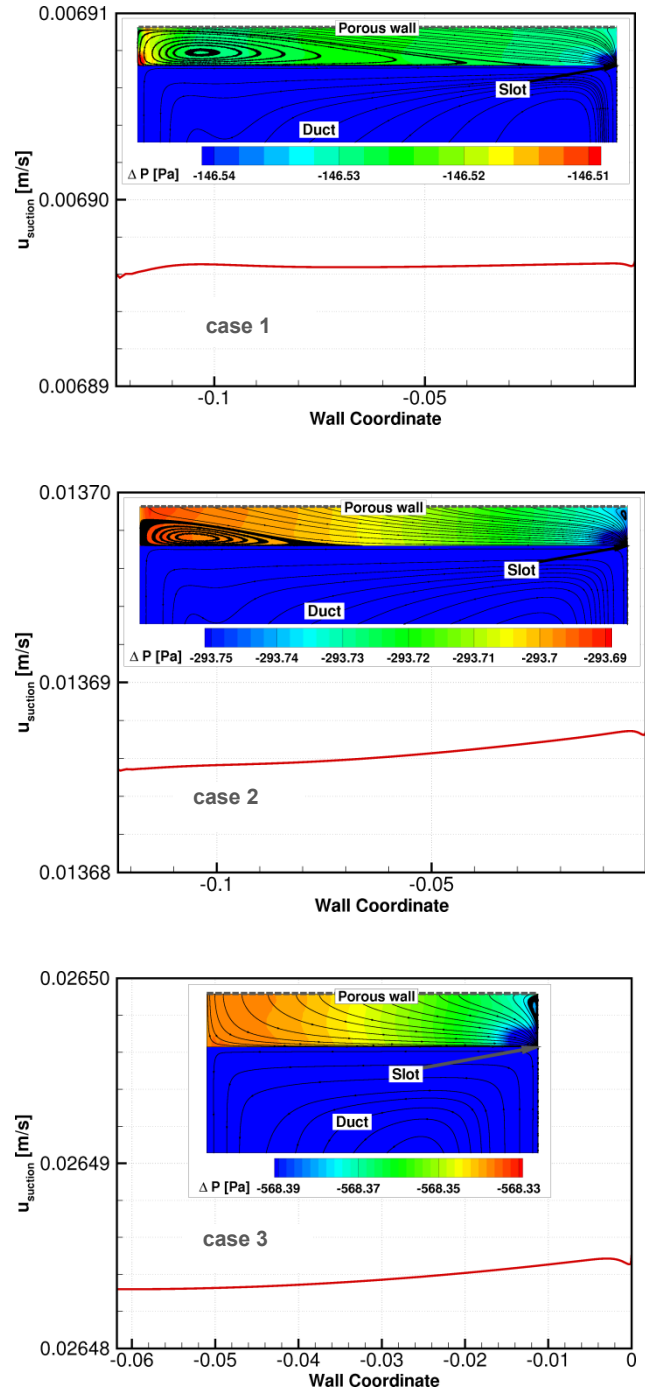 0.00691
Porous wall
Slot
Duct
Δ P [Pa]
-146.54 -146.53 -146.52 -146.51
u_suction [m/s]
0.00690
case 1
0.00689
-0.1 -0.05
Wall Coordinate
0.01370
Porous wall
Slot
Duct
Δ P [Pa]
-293.75 -293.74 -293.73 -293.72 -293.71 -293.7 -293.69
u_suction [m/s]
0.01369
case 2
0.01368
-0.1 -0.05
Wall Coordinate
0.02650
Porous wall
Slot
Duct
Δ P [Pa]
-568.39 -568.37 -568.35 -568.33
u_suction [m/s]
0.02649
case 3
0.02648
-0.06 -0.05 -0.04 -0.03 -0.02 -0.01 0
Wall Coordinate